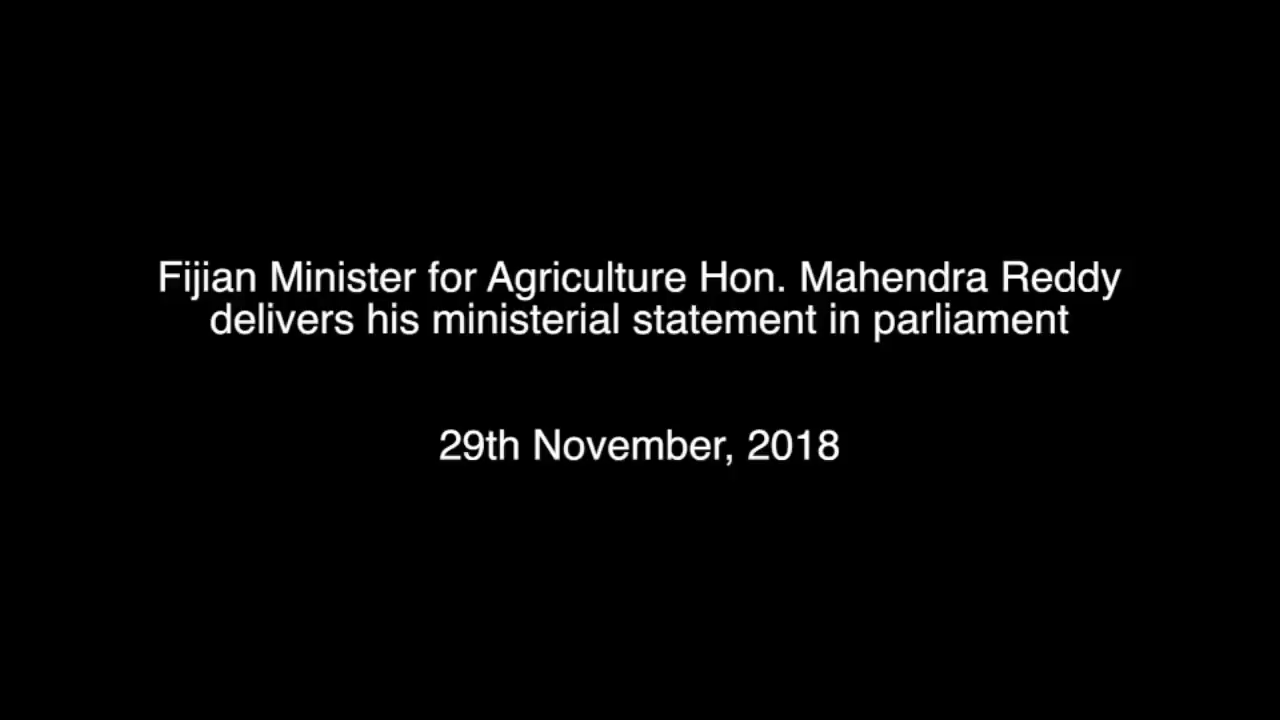 Fijian Minister for Agriculture Hon. Mahendra Reddy
delivers his ministerial statement in parliament
29th November, 2018